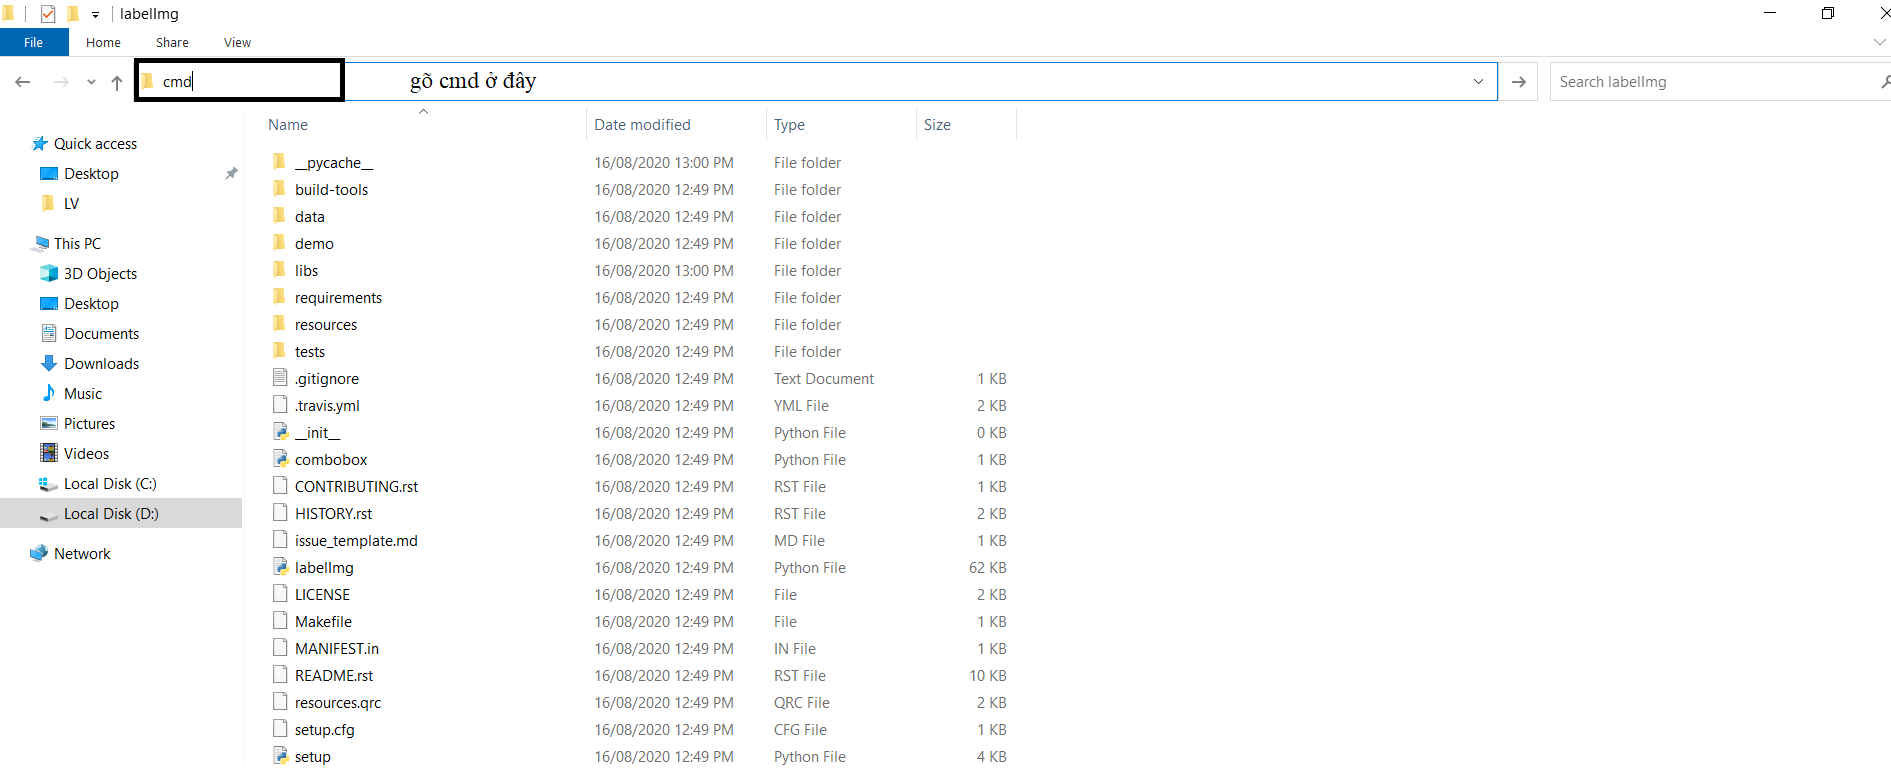 labelImg
File Home Share View
cmd gõ cmd ở đây Search labelImg
Name Date modified Type Size
Quick access
Desktop
LV
This PC
3D Objects
Desktop
Documents
Downloads
Music
Pictures
Videos
Local Disk (C:)
Local Disk (D:)
Network
__pycache__ 16/08/2020 13:00 PM File folder
build-tools 16/08/2020 12:49 PM File folder
data 16/08/2020 12:49 PM File folder
demo 16/08/2020 12:49 PM File folder
libs 16/08/2020 13:00 PM File folder
requirements 16/08/2020 12:49 PM File folder
resources 16/08/2020 12:49 PM File folder
tests 16/08/2020 12:49 PM File folder
.gitignore 16/08/2020 12:49 PM Text Document 1 KB
.travis.yml 16/08/2020 12:49 PM YML File 2 KB
__init__ 16/08/2020 12:49 PM Python File 0 KB
combobox 16/08/2020 12:49 PM Python File 1 KB
CONTRIBUTING.rst 16/08/2020 12:49 PM RST File 1 KB
HISTORY.rst 16/08/2020 12:49 PM RST File 2 KB
issue_template.md 16/08/2020 12:49 PM MD File 1 KB
labelImg 16/08/2020 12:49 PM Python File 62 KB
LICENSE 16/08/2020 12:49 PM File 2 KB
Makefile 16/08/2020 12:49 PM File 1 KB
MANIFEST.in 16/08/2020 12:49 PM IN File 1 KB
README.rst 16/08/2020 12:49 PM RST File 10 KB
resources.qrc 16/08/2020 12:49 PM QRC File 2 KB
setup.cfg 16/08/2020 12:49 PM CFG File 1 KB
setup 16/08/2020 12:49 PM Python File 4 KB